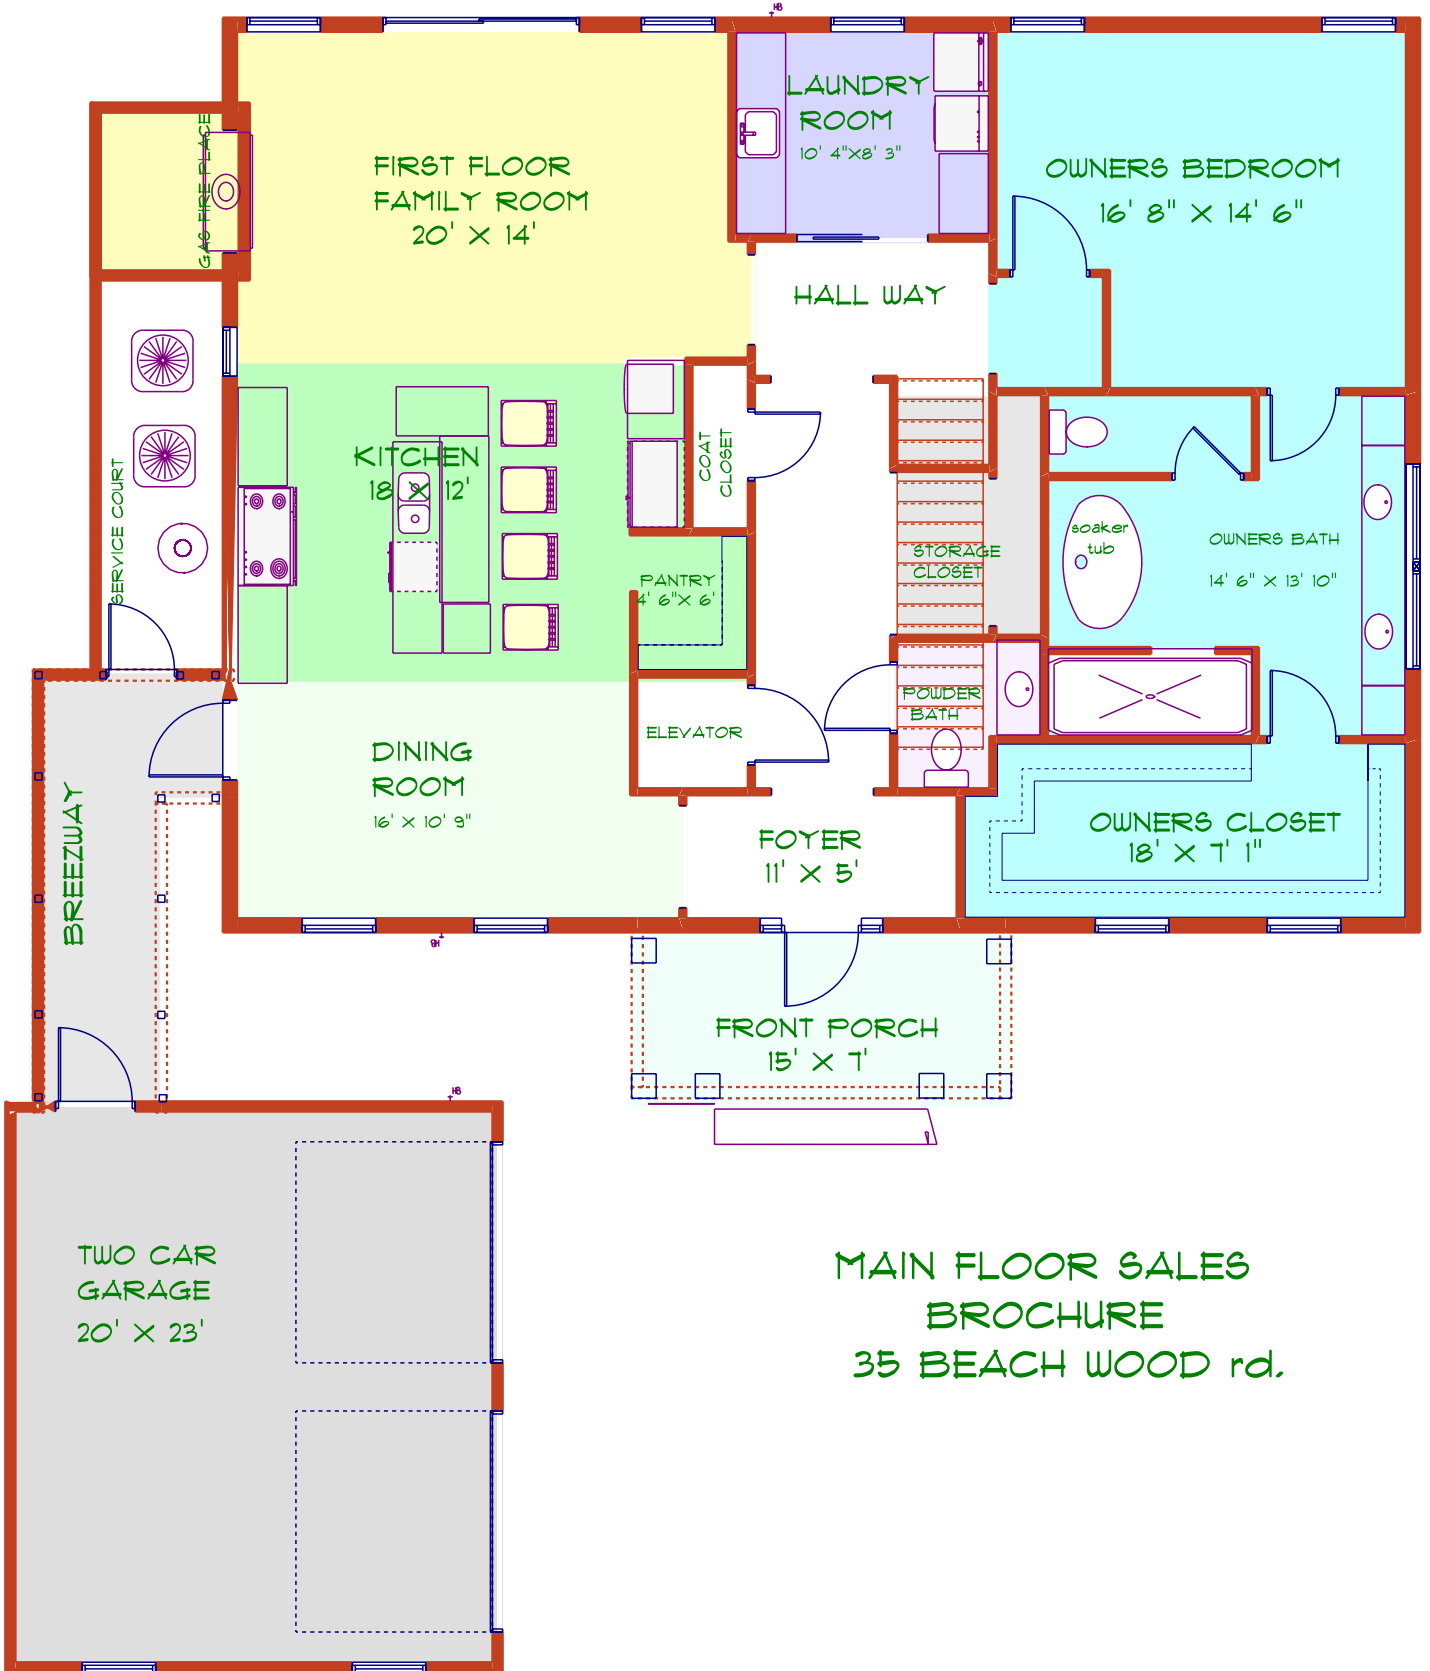 HB
LAUNDRY
ROOM
10' 4"X8' 3"
FIRST FLOOR
FAMILY ROOM
20' X 14'
GAS FIRE PLACE
OWNERS BEDROOM
16' 8" X 14' 6"
HALL WAY
KITCHEN
18 X 12'
COAT
CLOSET
SERVICE COURT
STORAGE
CLOSET
soaker
tub
OWNERS BATH
14' 6" X 13' 10"
PANTRY
4' 6"X 6'
POWDER
BATH
ELEVATOR
DINING
ROOM
16' X 10' 9"
BREEZWAY
FOYER
11' X 5'
OWNERS CLOSET
18' X 7' 1"
HB
FRONT PORCH
15' X 7'
HB
TWO CAR
GARAGE
20' X 23'
MAIN FLOOR SALES
BROCHURE
35 BEACH WOOD rd.